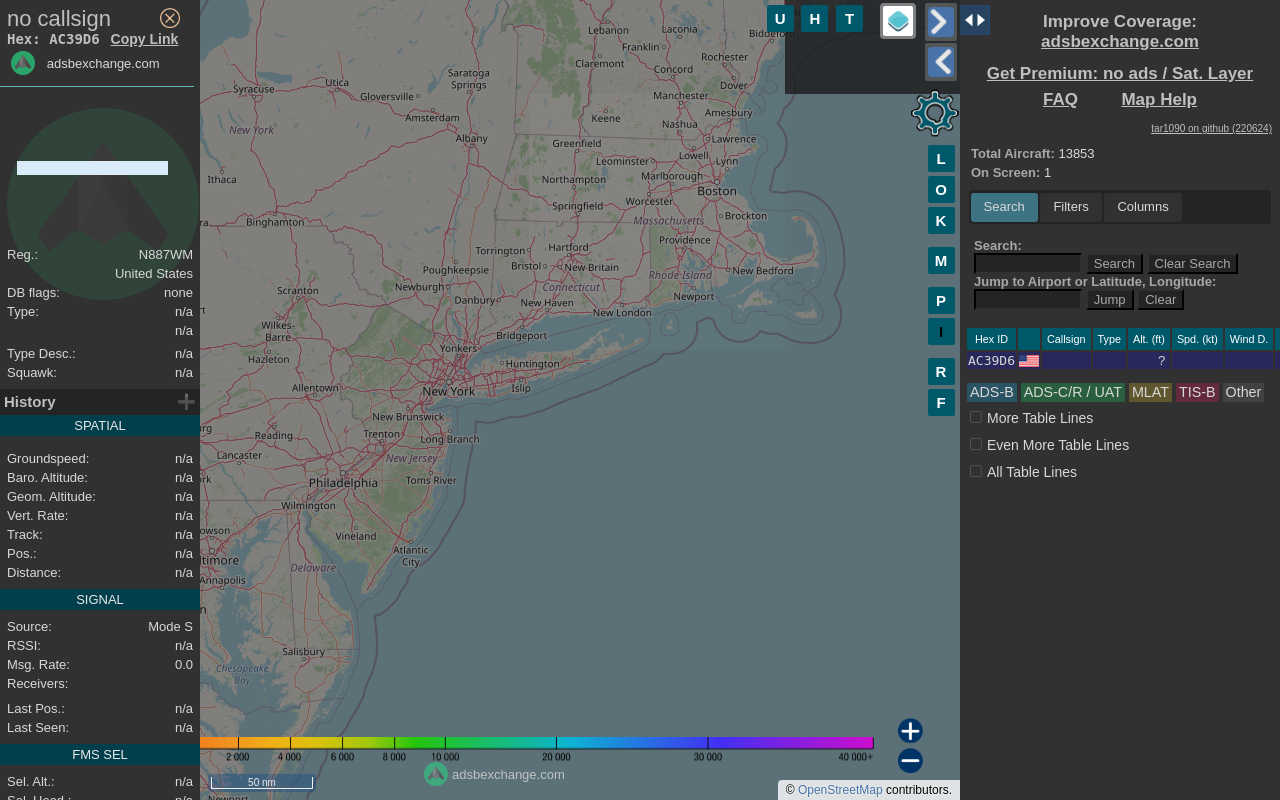 no callsign
Hex: AC39D6 Copy Link
adsbexchange.com
Reg.: N887WM
United States
DB flags: none
Type: n/a
n/a
Type Desc.: n/a
Squawk: n/a
History
SPATIAL
Groundspeed: n/a
Baro. Altitude: n/a
Geom. Altitude: n/a
Vert. Rate: n/a
Track: n/a
Pos.: n/a
Distance: n/a
SIGNAL
Source: Mode S
RSSI: n/a
Msg. Rate: 0.0
Receivers:
Last Pos.: n/a
Last Seen: n/a
FMS SEL
Sel. Alt.: n/a
U H T
L
O
K
M
P
I
R
F
Lebanon
Laconia
Franklin
Claremont
Rochester
Concord
Dover
Manchester
Amesbury
Keene
Nashua
Saratoga
Springs
Utica
Syracuse
Gloversville
Amsterdam
New York
Albany
Greenfield
Lawrence
Leominster
Lowell
Lynn
Ithaca
Northampton
Marlborough
Boston
Springfield
Worcester
Brockton
Binghamton
Massachusetts
Providence
Torrington
Hartford
Bristol
New Britain
Rhode Island
New Bedford
Poughkeepsie
Connecticut
Newburgh
Danbury
Newport
Scranton
New Haven
New London
Wilkes-
Barre
Bridgeport
Yonkers
Hazleton
Huntington
Allentown
New York
Islip
New Brunswick
Reading
Trenton
Long Branch
Lancaster
New Jersey
Philadelphia
Toms River
Wilmington
Vineland
Atlantic
City
Delaware
Annapolis
Salisbury
Chesapeake
Bay
2 000 4 000 6 000 8 000 10 000 20 000 30 000 40 000+
adsbexchange.com
50 nm
© OpenStreetMap contributors.
Improve Coverage:
adsbexchange.com
Get Premium: no ads / Sat. Layer
FAQ Map Help
tar1090 on github (220624)
Total Aircraft: 13853
On Screen: 1
Search Filters Columns
Search:
Search Clear Search
Jump to Airport or Latitude, Longitude:
Jump Clear
Hex ID Callsign Type Alt. (ft) Spd. (kt) Wind D.
AC39D6 ?
ADS-B ADS-C/R / UAT MLAT TIS-B Other
More Table Lines
Even More Table Lines
All Table Lines